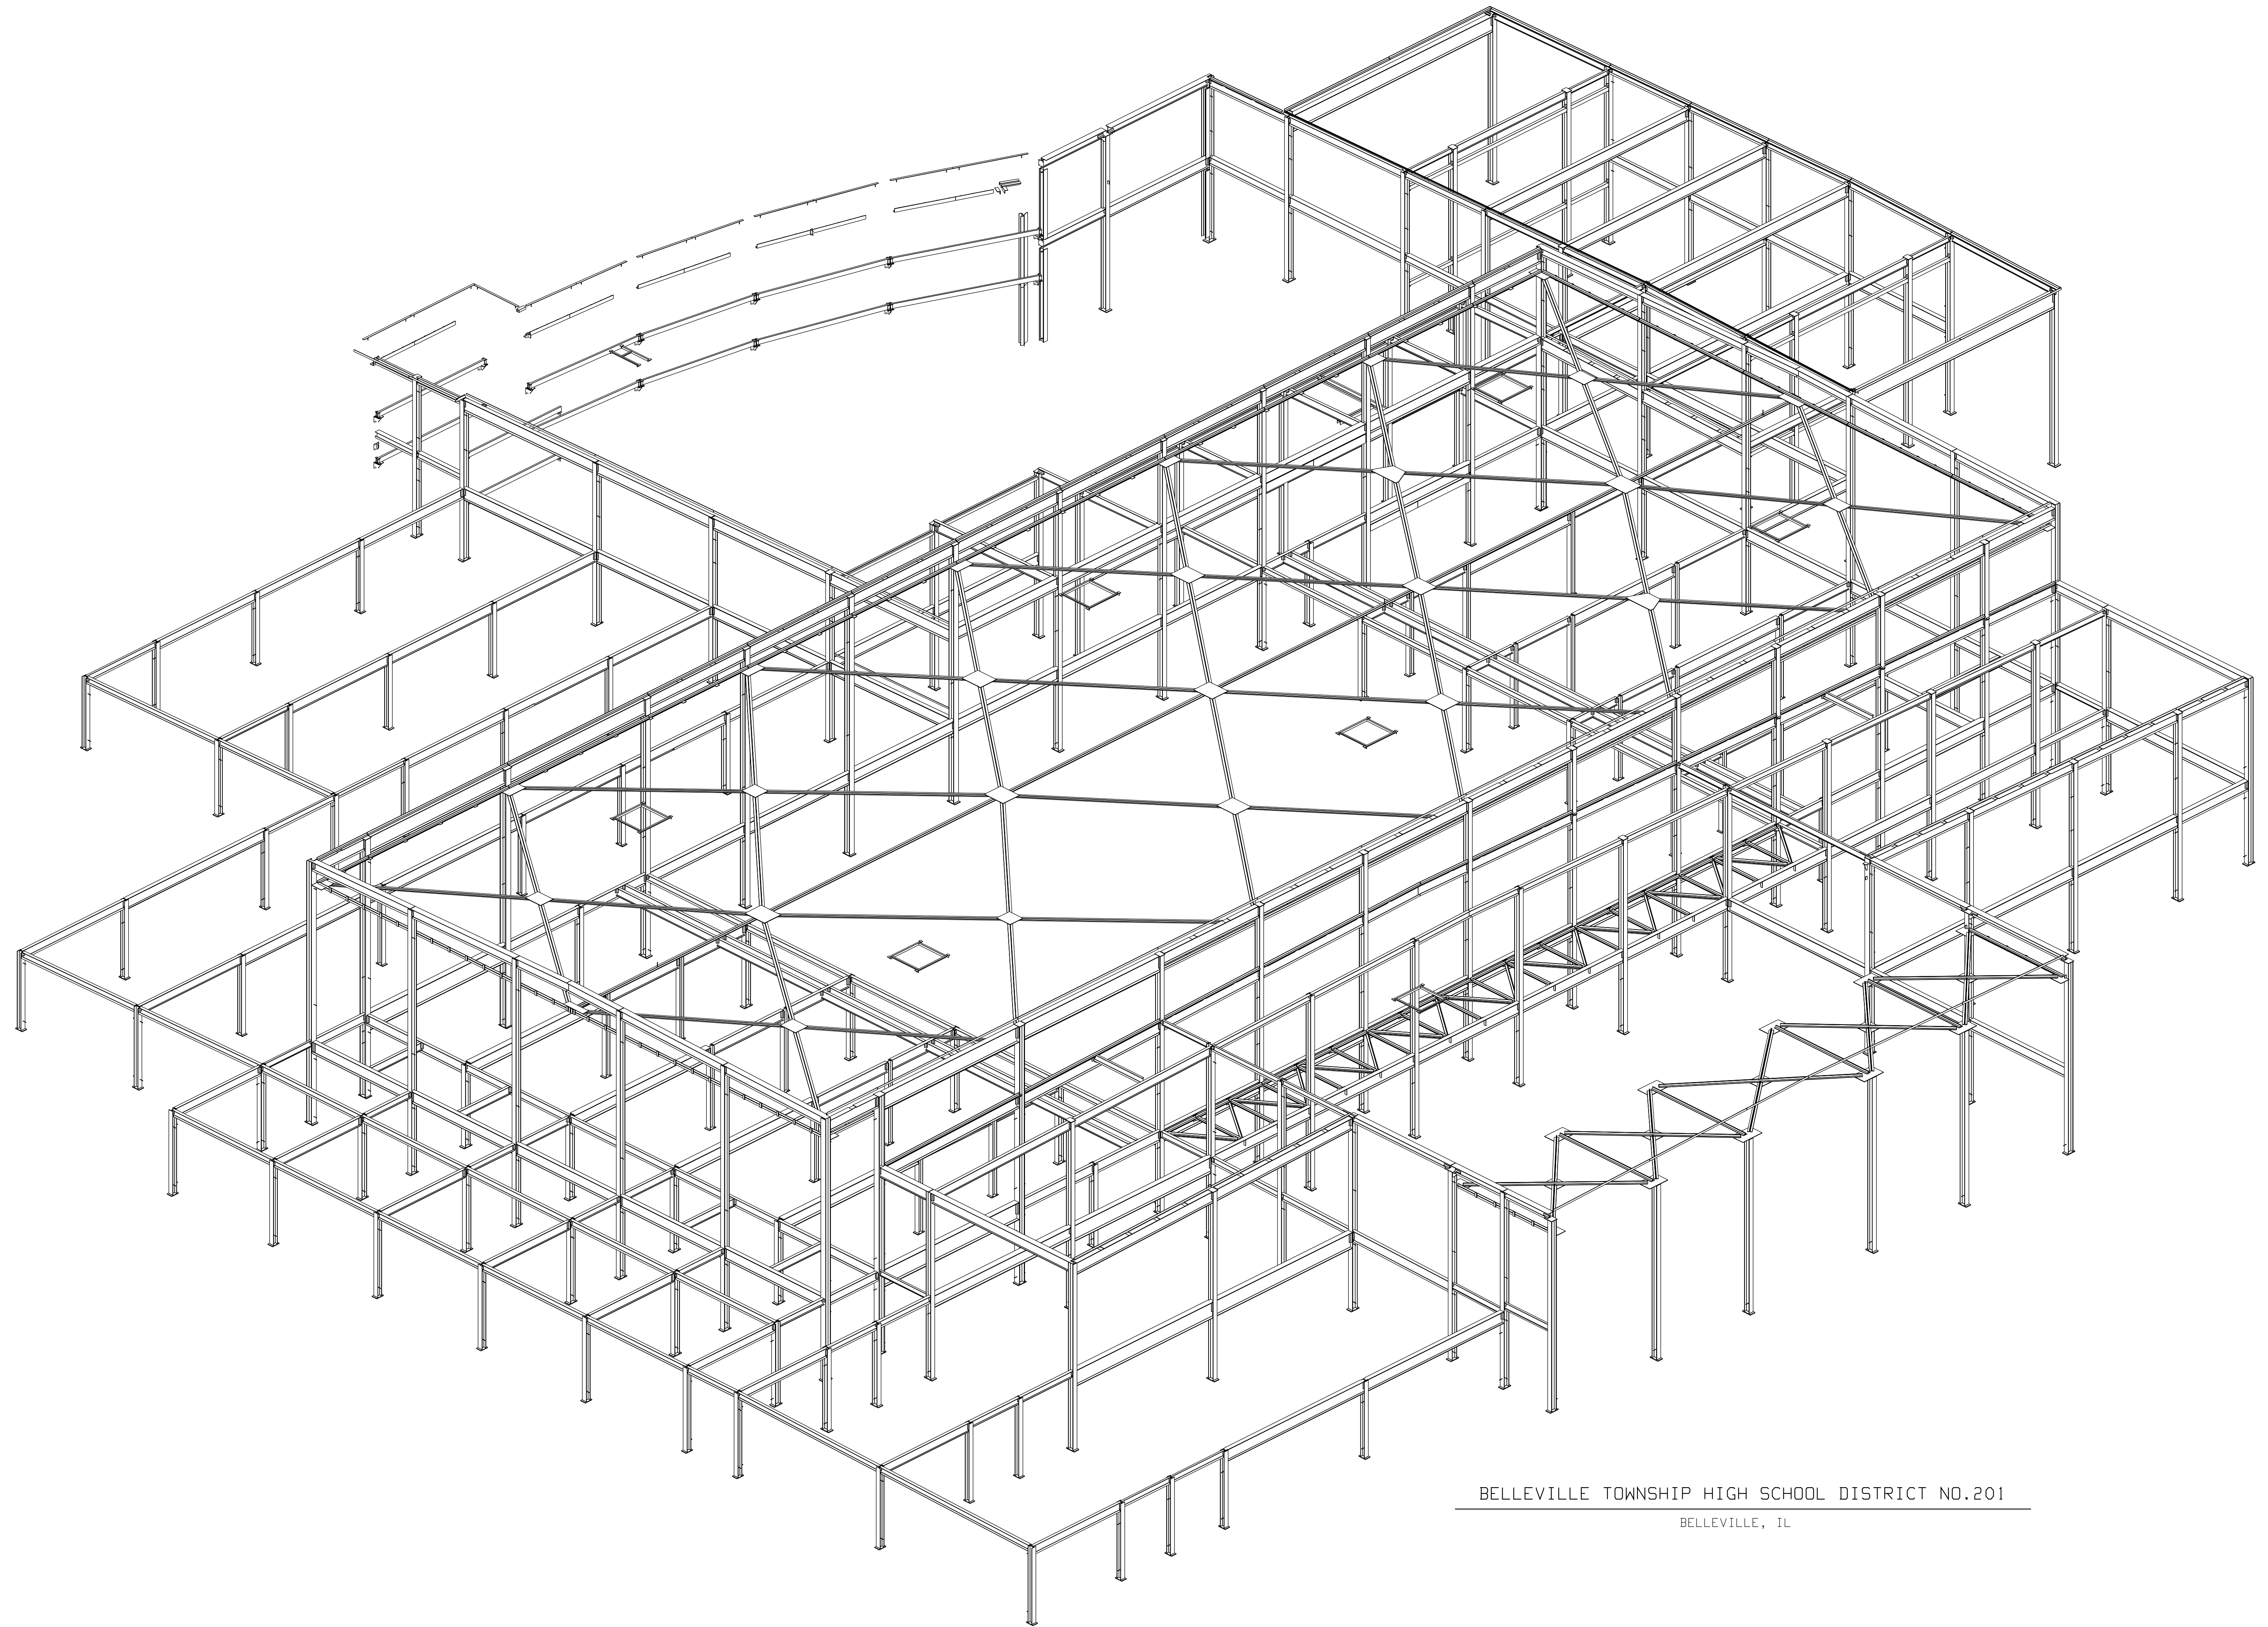 BELLEVILLE TOWNSHIP HIGH SCHOOL DISTRICT NO.201
BELLEVILLE, IL